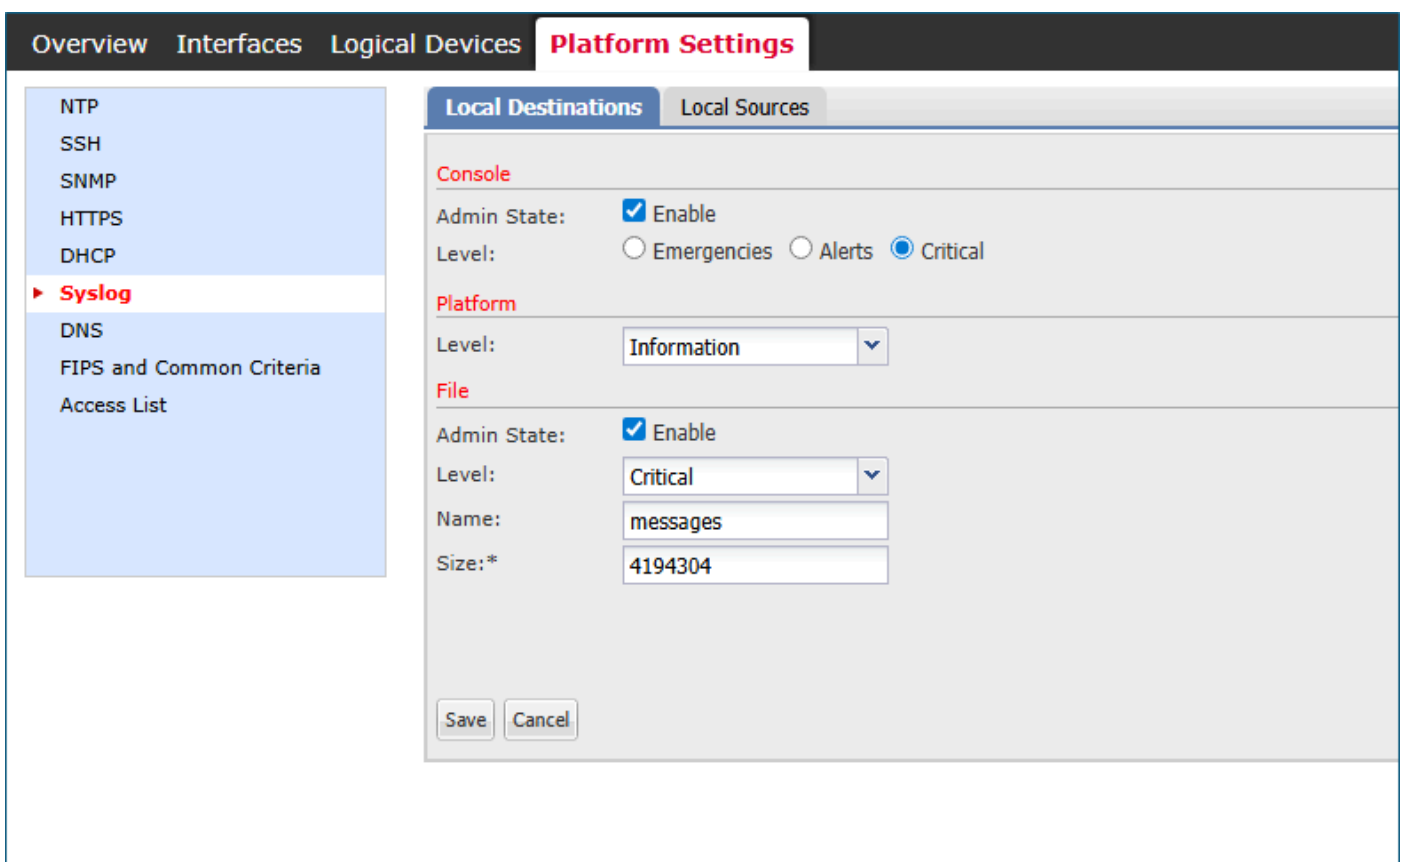 Overview Interfaces Logical Devices Platform Settings
NTP
SSH
SNMP
HTTPS
DHCP
Syslog
DNS
FIPS and Common Criteria
Access List
Local Destinations Local Sources
Console
Admin State: Enable
Level: Emergencies Alerts Critical
Platform
Level: Information
File
Admin State: Enable
Level: Critical
Name: messages
Size:* 4194304
Save Cancel